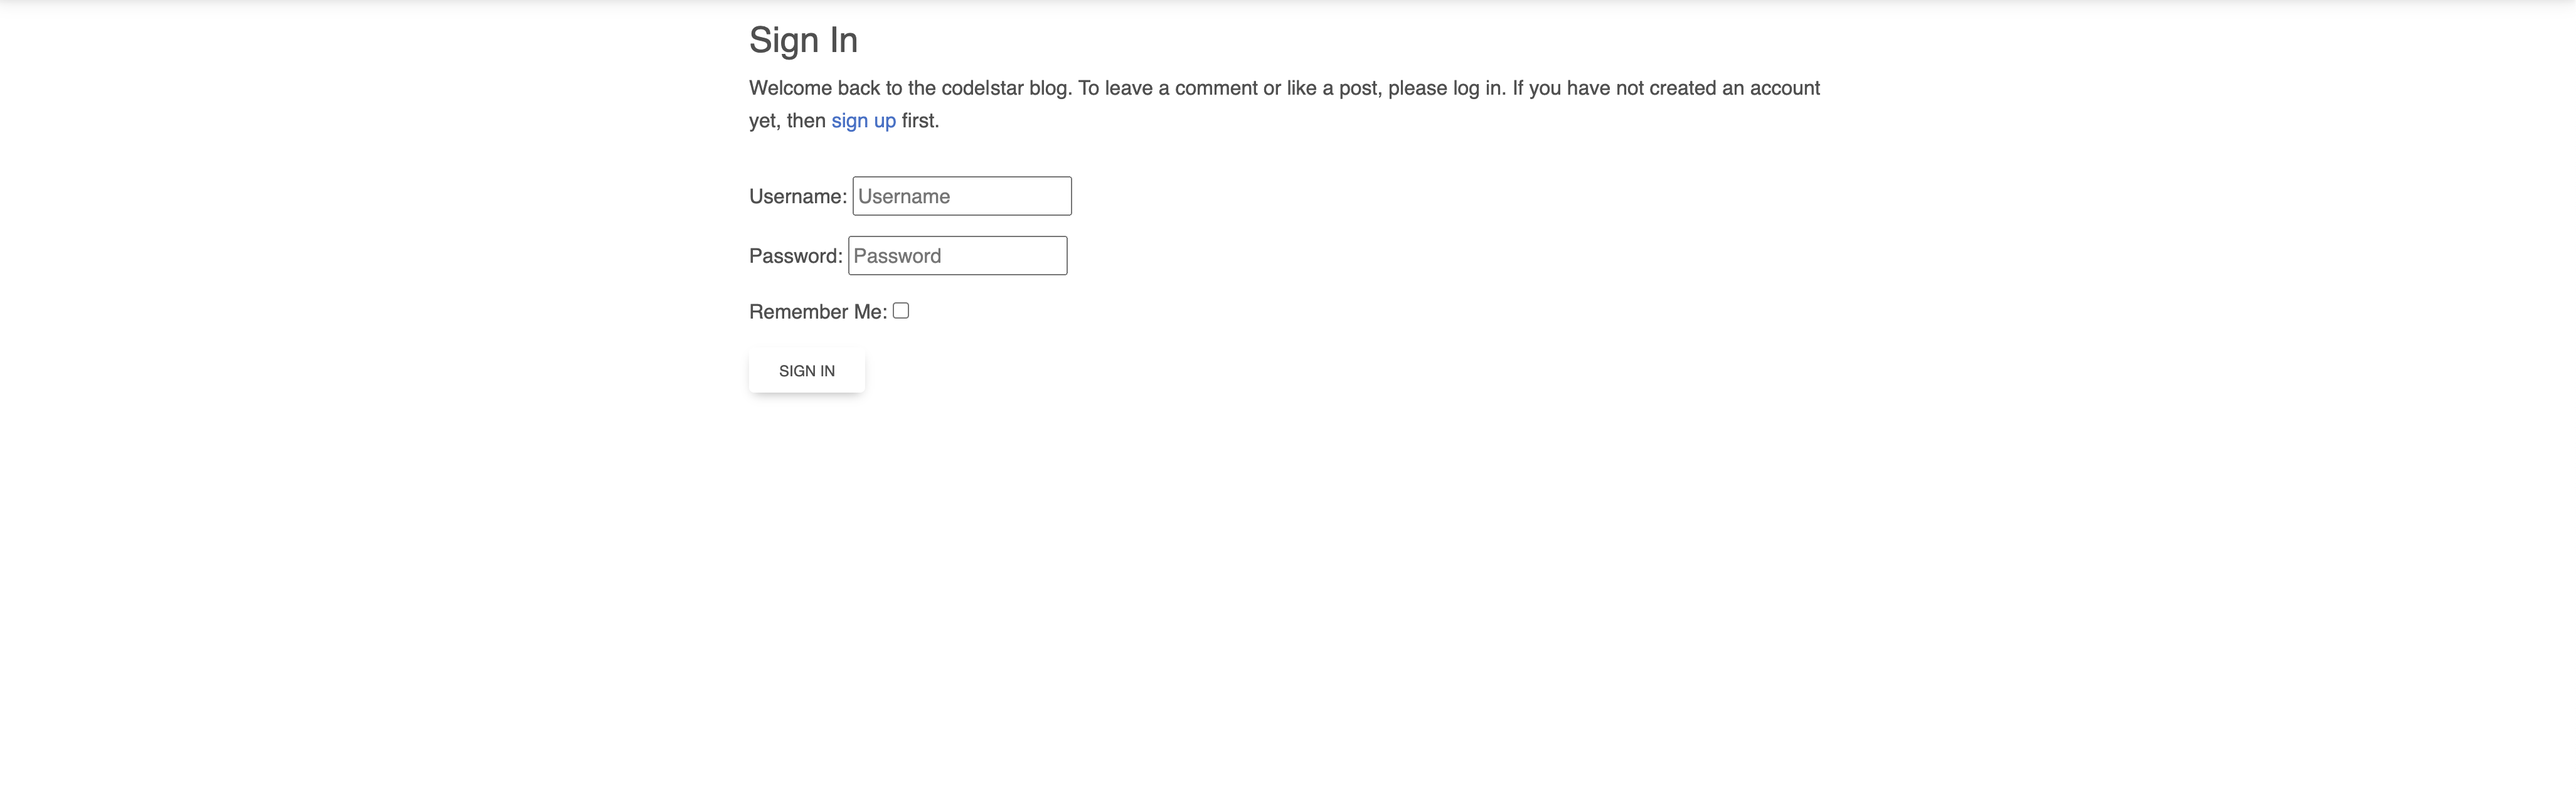 Sign In
Welcome back to the codelstar blog. To leave a comment or like a post, please log in. If you have not created an account
yet, then sign up first.
Username: Username
Password: Password
Remember Me:
SIGN IN